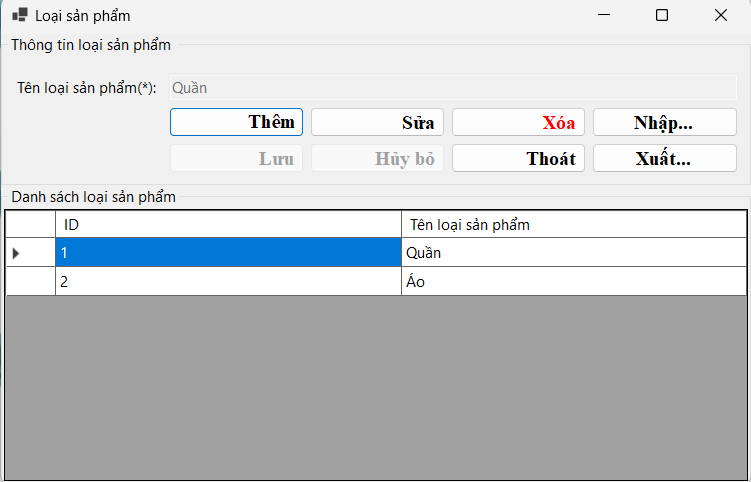 Loại sản phẩm
Thông tin loại sản phẩm
Tên loại sản phẩm(*): Quần
Thêm Sửa Xóa Nhập...
Lưu Hủy bỏ Thoát Xuất...
Danh sách loại sản phẩm
ID Tên loại sản phẩm
1 Quần
2 Áo